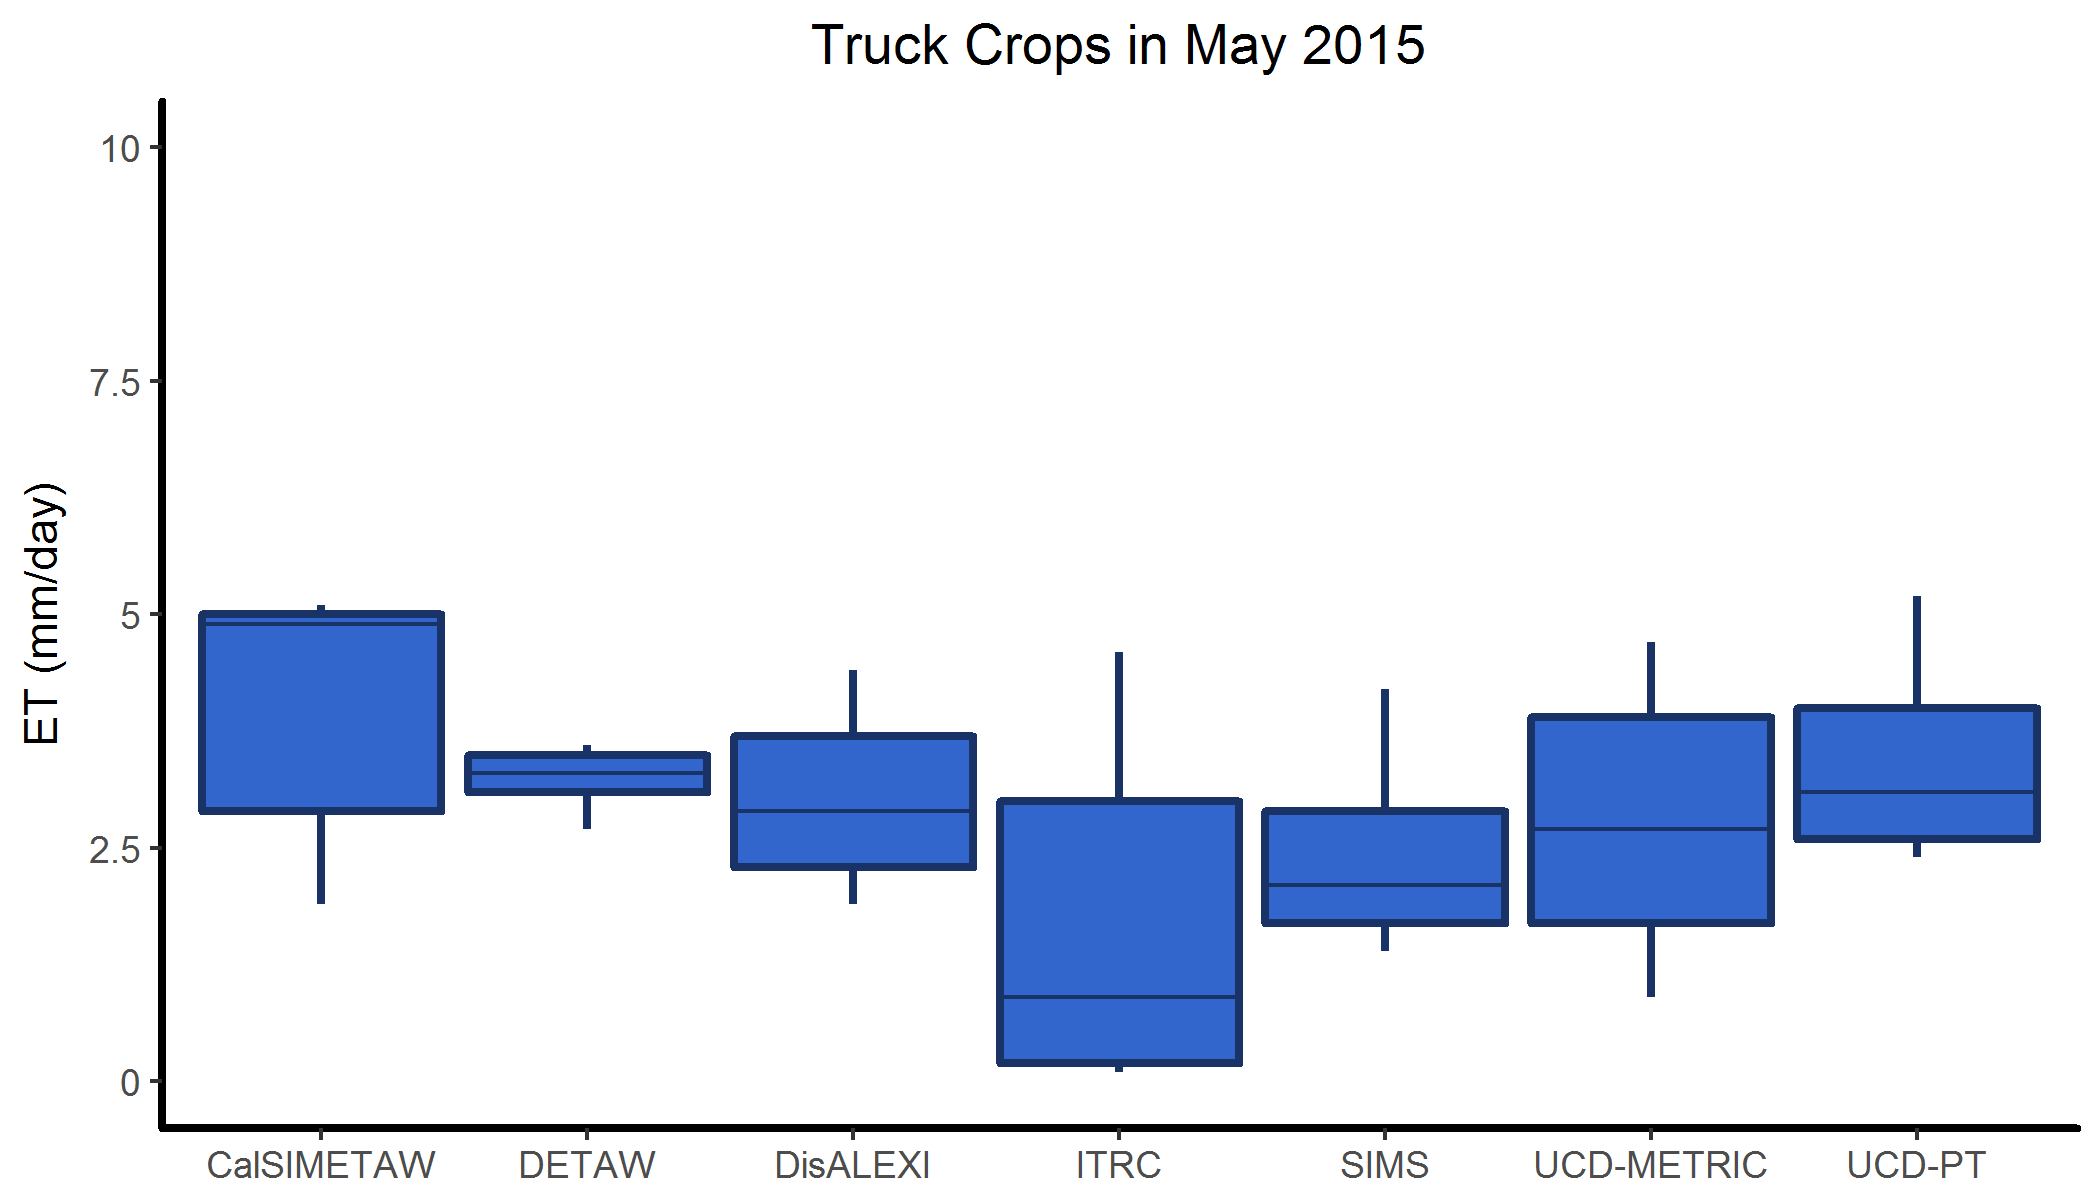 Truck Crops in May 2015
ET (mm/day)
10
7.5
5
2.5
0
CalSIMETAW DETAW DisALEXI ITRC SIMS UCD-METRIC UCD-PT